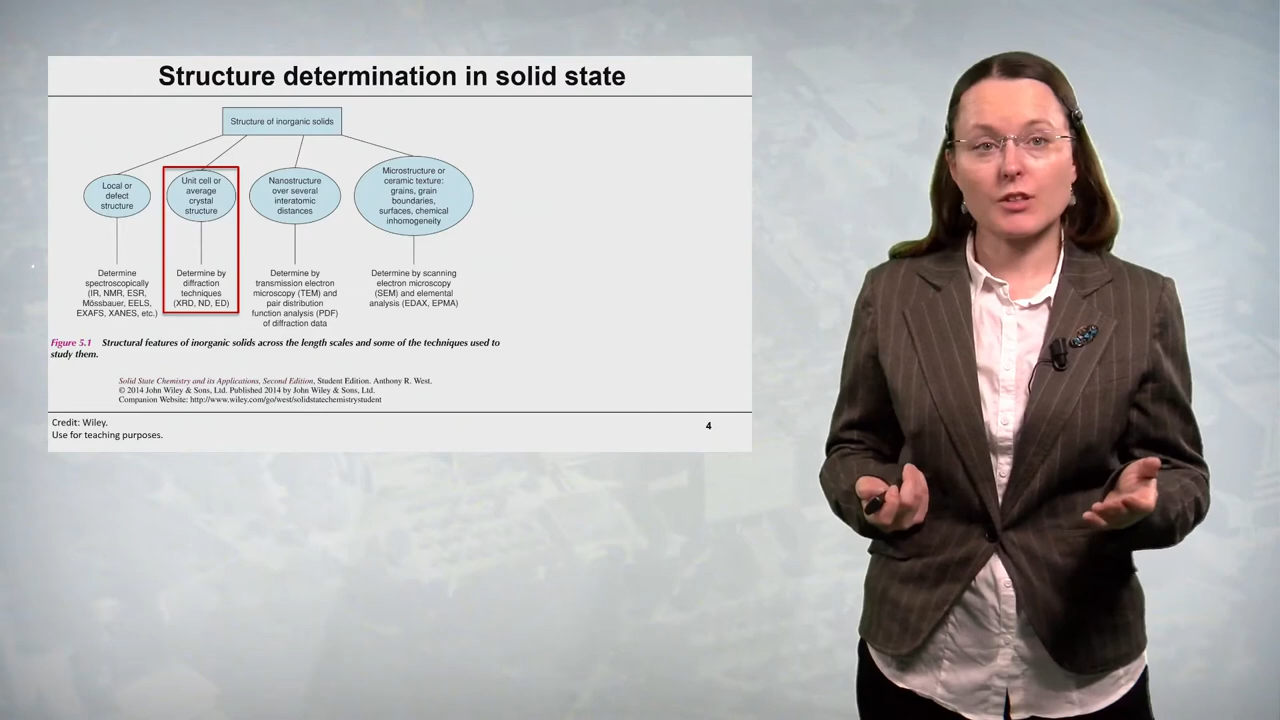 Structure determination in solid state
Structure of inorganic solids
Local or
defect
structure
Unit cell or
average
crystal
structure
Nanostructure
over several
interatomic
distances
Microstructure or
ceramic texture:
grains, grain
boundaries,
surfaces, chemical
inhomogeneity
Determine
spectroscopically
(IR, NMR, ESR,
Mössbauer, EELS,
EXAFS, XANES, etc.)
Determine by
diffraction
techniques
(XRD, ND, ED)
Determine by
transmission electron
microscopy (TEM) and
pair distribution
function analysis (PDF)
of diffraction data
Determine by scanning
electron microscopy
(SEM) and elemental
analysis (EDAX, EPMA)
Figure 5.1 Structural features of inorganic solids across the length scales and some of the techniques used to
study them.
Solid State Chemistry and its Applications, Second Edition, Student Edition. Anthony R. West.
© 2014 John Wiley & Sons, Ltd. Published 2014 by John Wiley & Sons, Ltd.
Companion Website: http://www.wiley.com/go/west/solidstatechemistrystudent
Credit: Wiley.
Use for teaching purposes.
4